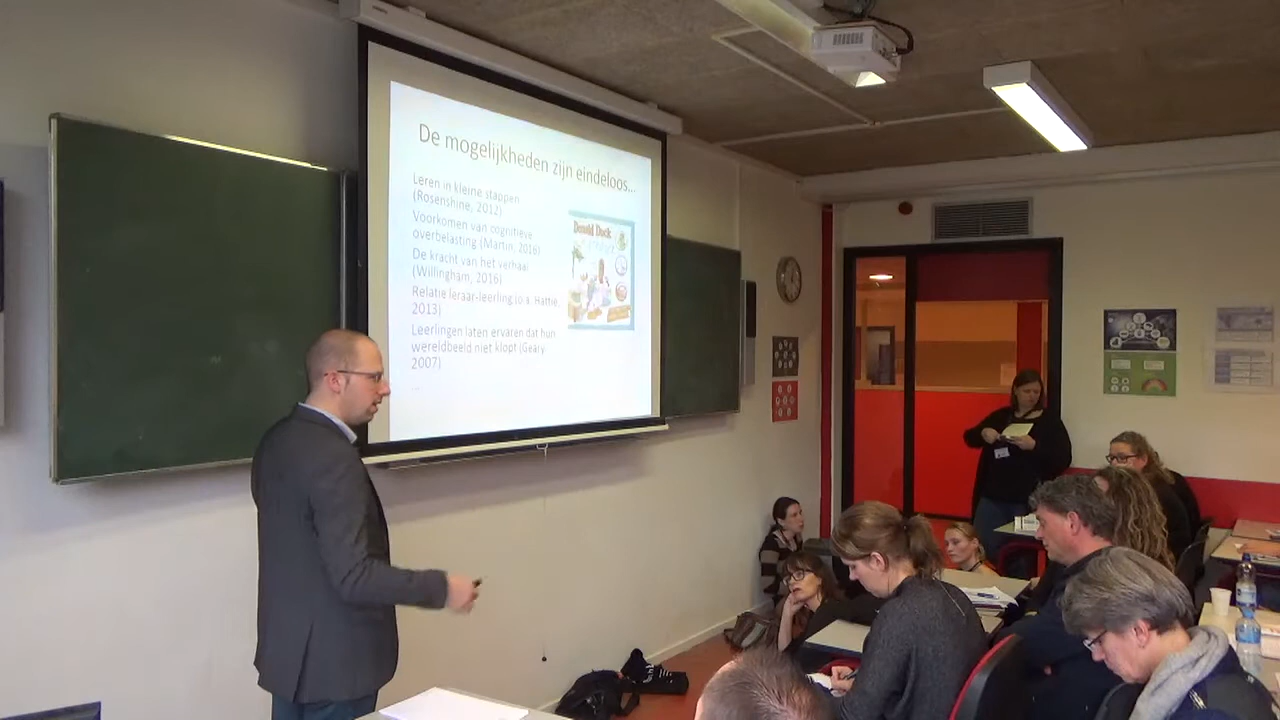 De mogelijkheden zijn eindeloos...
Leren in kleine stappen
(Rosenshine, 2012)
Voorkomen van cognitieve
overbelasting (Martin, 2016)
De kracht van het verhaal
(Willingham, 2016)
Relatie leraar-leerling (o.a. Hattie,
2013)
Leerlingen laten ervaren dat hun
wereldbeeld niet klopt (Geary
2007)
...
Donald Duck